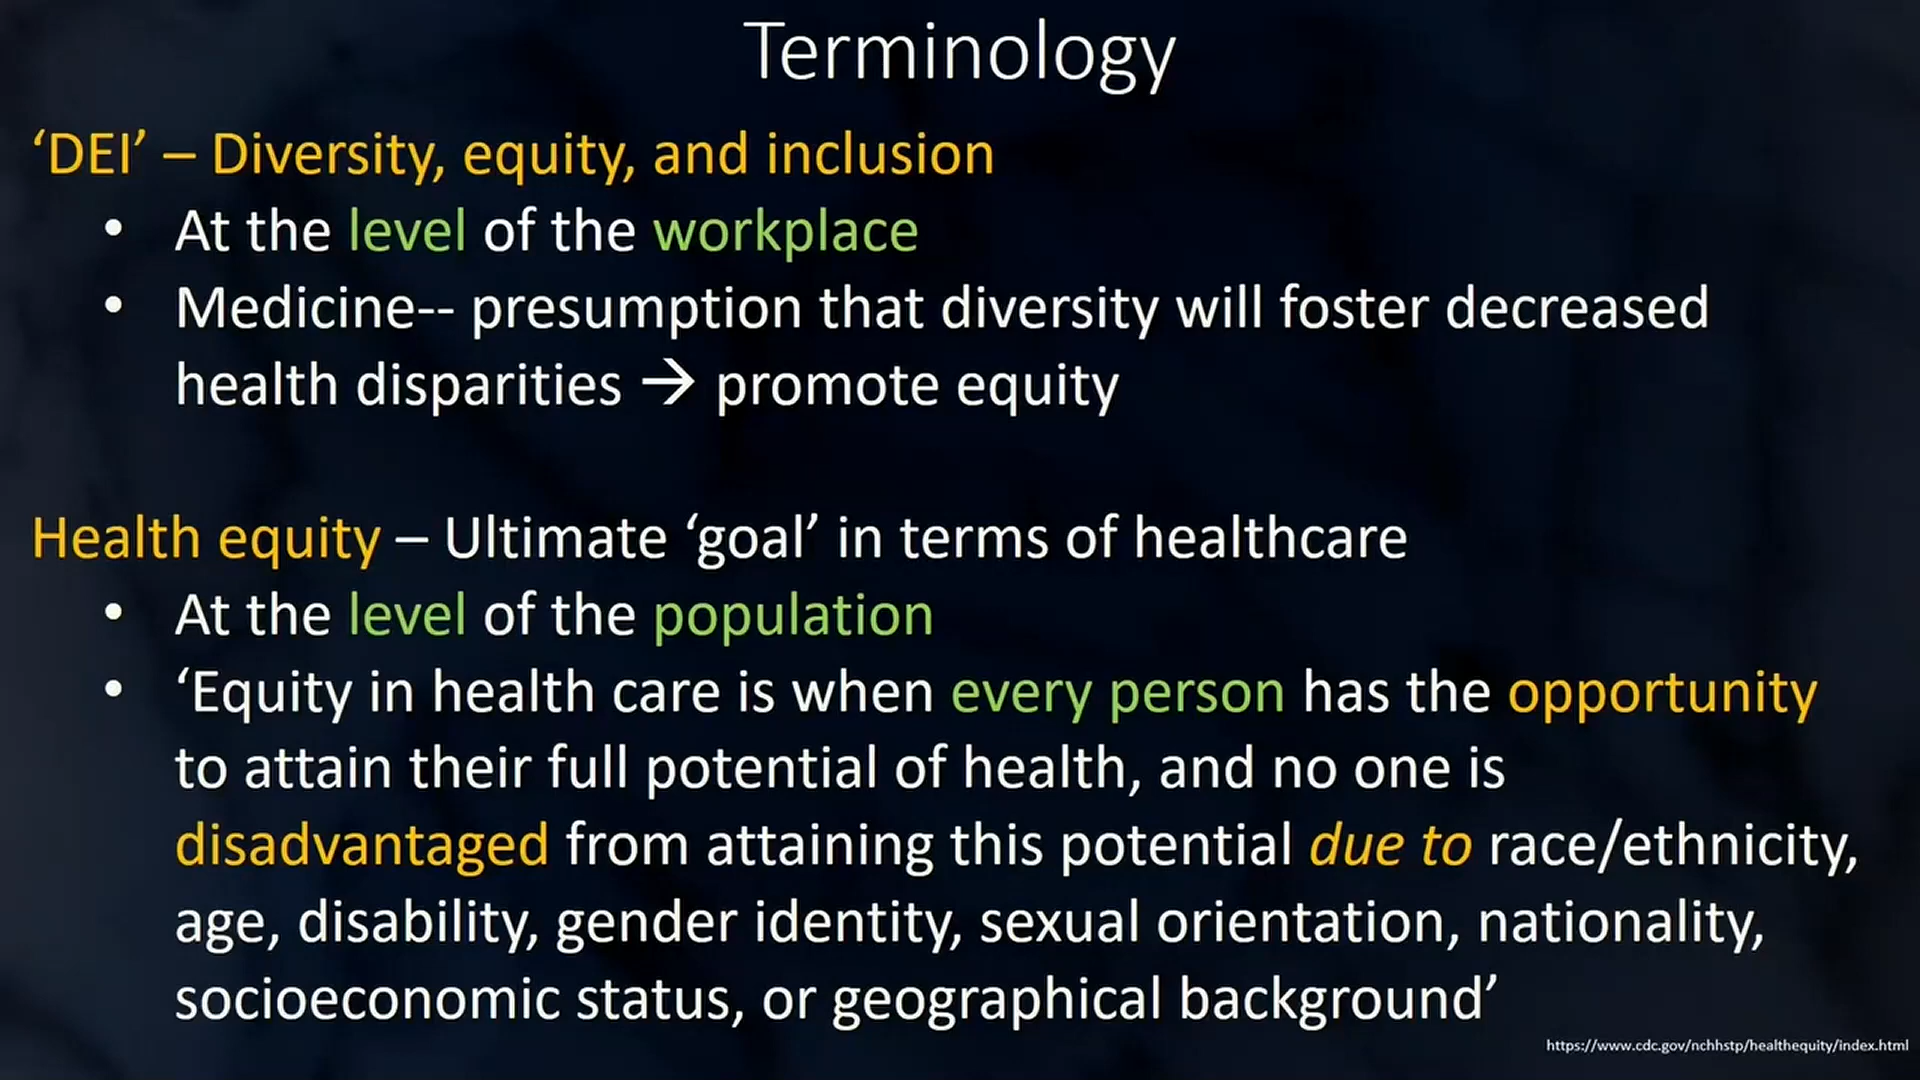 Terminology
‘DEI’ – Diversity, equity, and inclusion
• At the level of the workplace
• Medicine-- presumption that diversity will foster decreased
health disparities → promote equity
Health equity – Ultimate ‘goal’ in terms of healthcare
• At the level of the population
• ‘Equity in health care is when every person has the opportunity
to attain their full potential of health, and no one is
disadvantaged from attaining this potential due to race/ethnicity,
age, disability, gender identity, sexual orientation, nationality,
socioeconomic status, or geographical background’
https://www.cdc.gov/nchhstp/healthequity/index.html